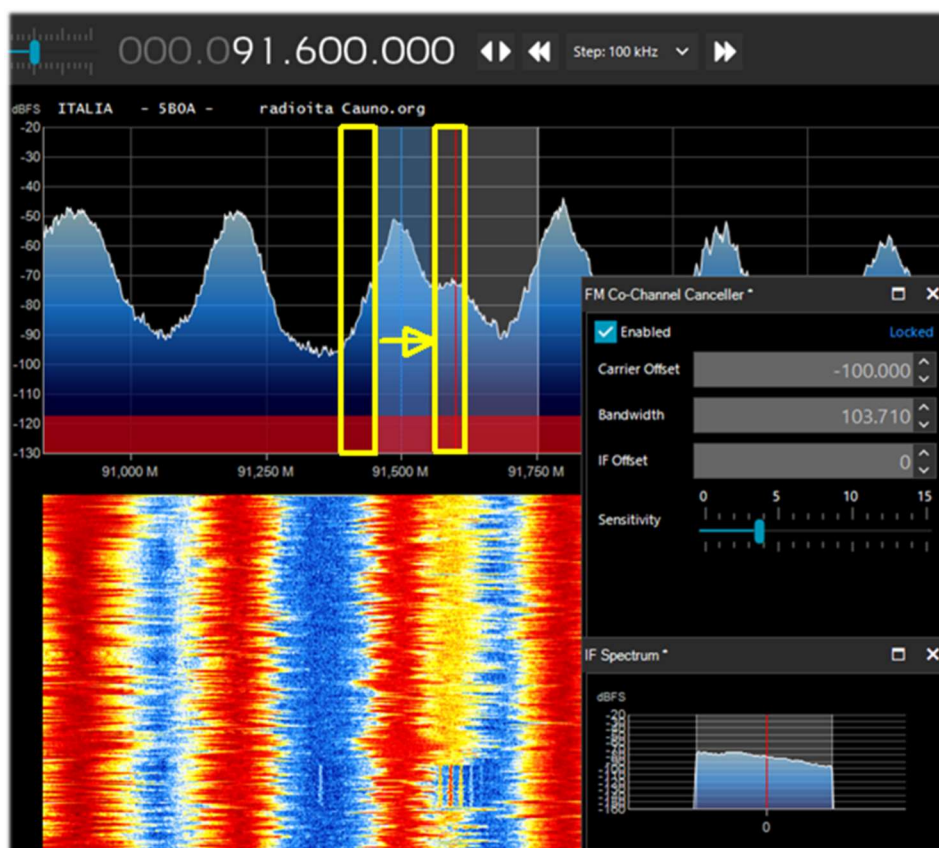 000.091.600.000 Step: 100 kHz
dBFS ITALIA - 5B0A - radioita Cauno.org
-20
-30
-40
-50
-60
-70
-80
-90
-100
-110
-120
-130
91,000 M 91,250 M 91,500 M 91,750 M
FM Co-Channel Canceller *
Enabled Locked
Carrier Offset -100.000
Bandwidth 103.710
IF Offset 0
0 5 10 15
Sensitivity
IF Spectrum *
dBFS
-20
0